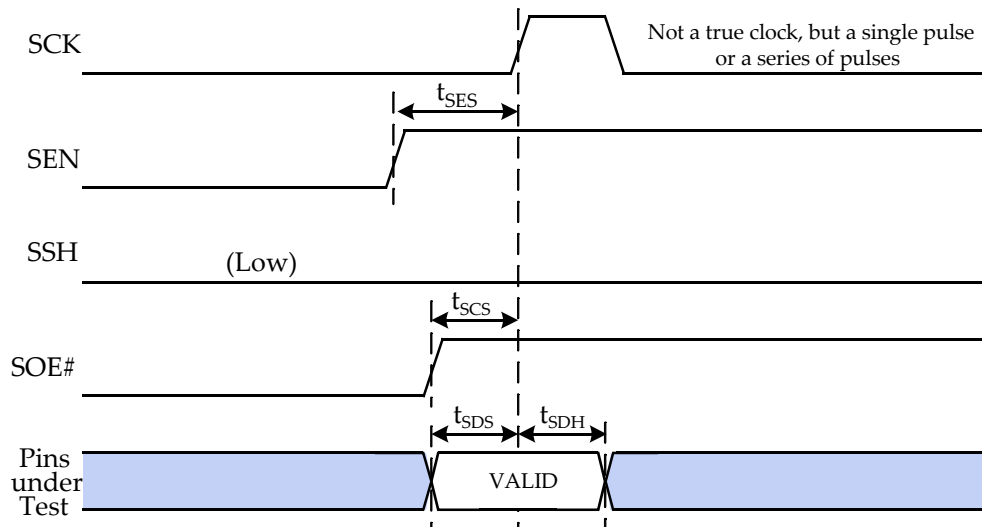 SCK
Not a true clock, but a single pulse
or a series of pulses
tSES
SEN
SSH
(Low)
tSCS
SOE#
tSDS
tSDH
Pins
under
Test
VALID